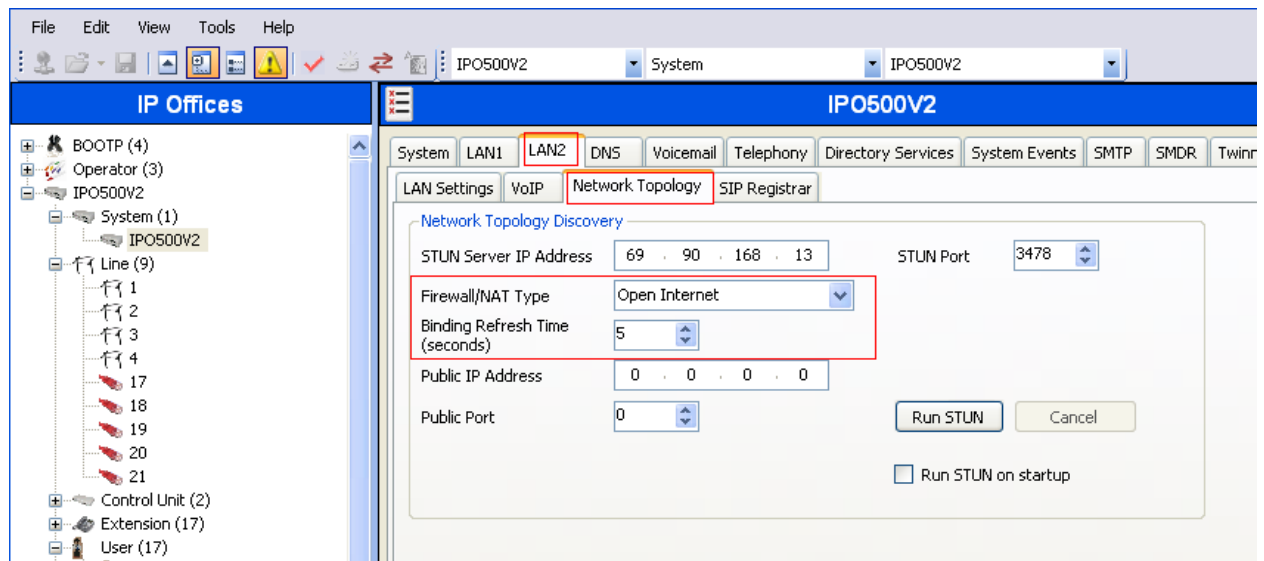 File Edit View Tools Help
IPO500V2 System IPO500V2
IP Offices
IPO500V2
BOOTP (4)
Operator (3)
IPO500V2
System (1)
IPO500V2
Line (9)
1
2
3
4
17
18
19
20
21
Control Unit (2)
Extension (17)
User (17)
System LAN1 LAN2 DNS Voicemail Telephony Directory Services System Events SMTP SMDR Twinn
LAN Settings VoIP Network Topology SIP Registrar
Network Topology Discovery
STUN Server IP Address 69 . 90 . 168 . 13 STUN Port 3478
Firewall/NAT Type Open Internet
Binding Refresh Time
(seconds) 5
Public IP Address 0 . 0 . 0 . 0
Public Port 0 Run STUN Cancel
Run STUN on startup